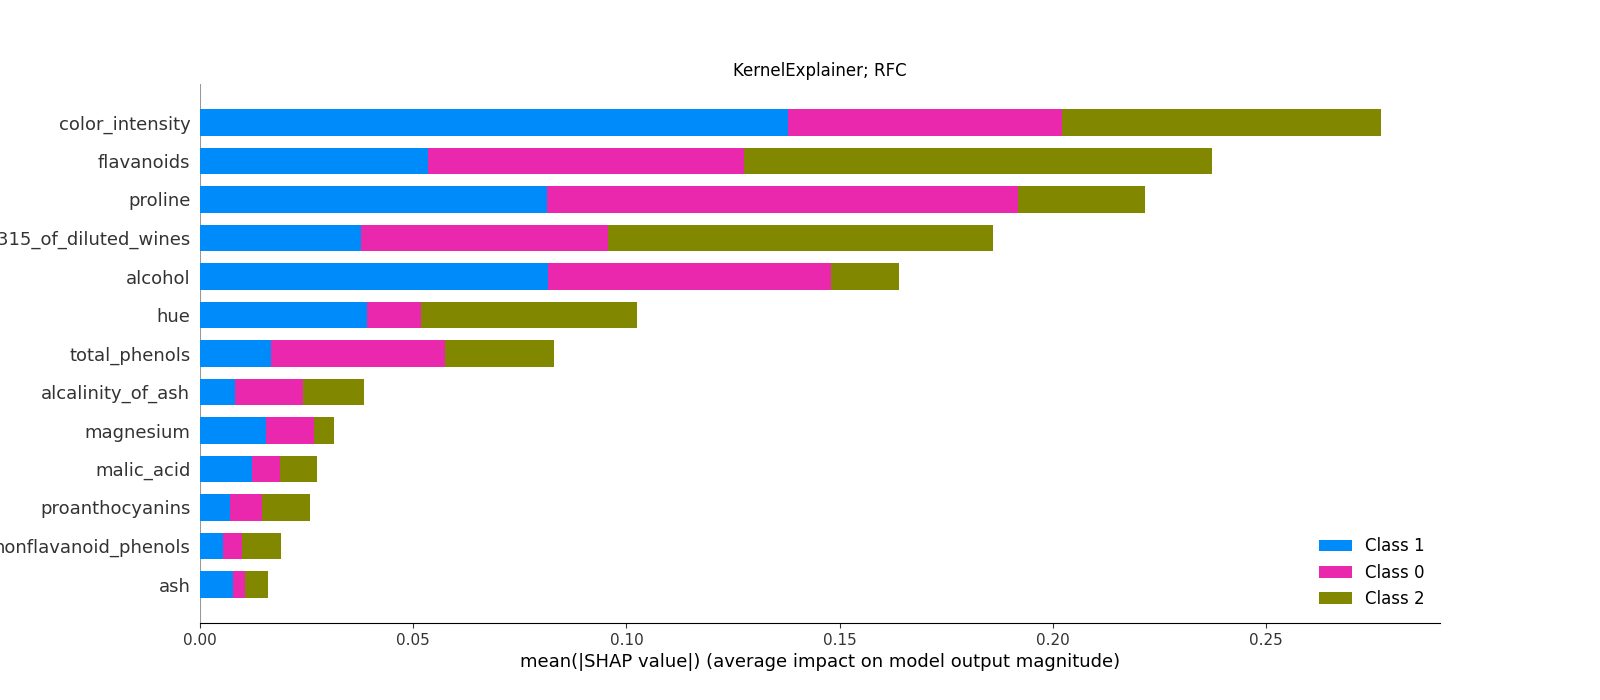 KernelExplainer; RFC
color_intensity
flavanoids
proline
315_of_diluted_wines
alcohol
hue
total_phenols
alcalinity_of_ash
magnesium
malic_acid
proanthocyanins
nonflavanoid_phenols
ash
Class 1
Class 0
Class 2
0.00 0.05 0.10 0.15 0.20 0.25
mean(|SHAP value|) (average impact on model output magnitude)